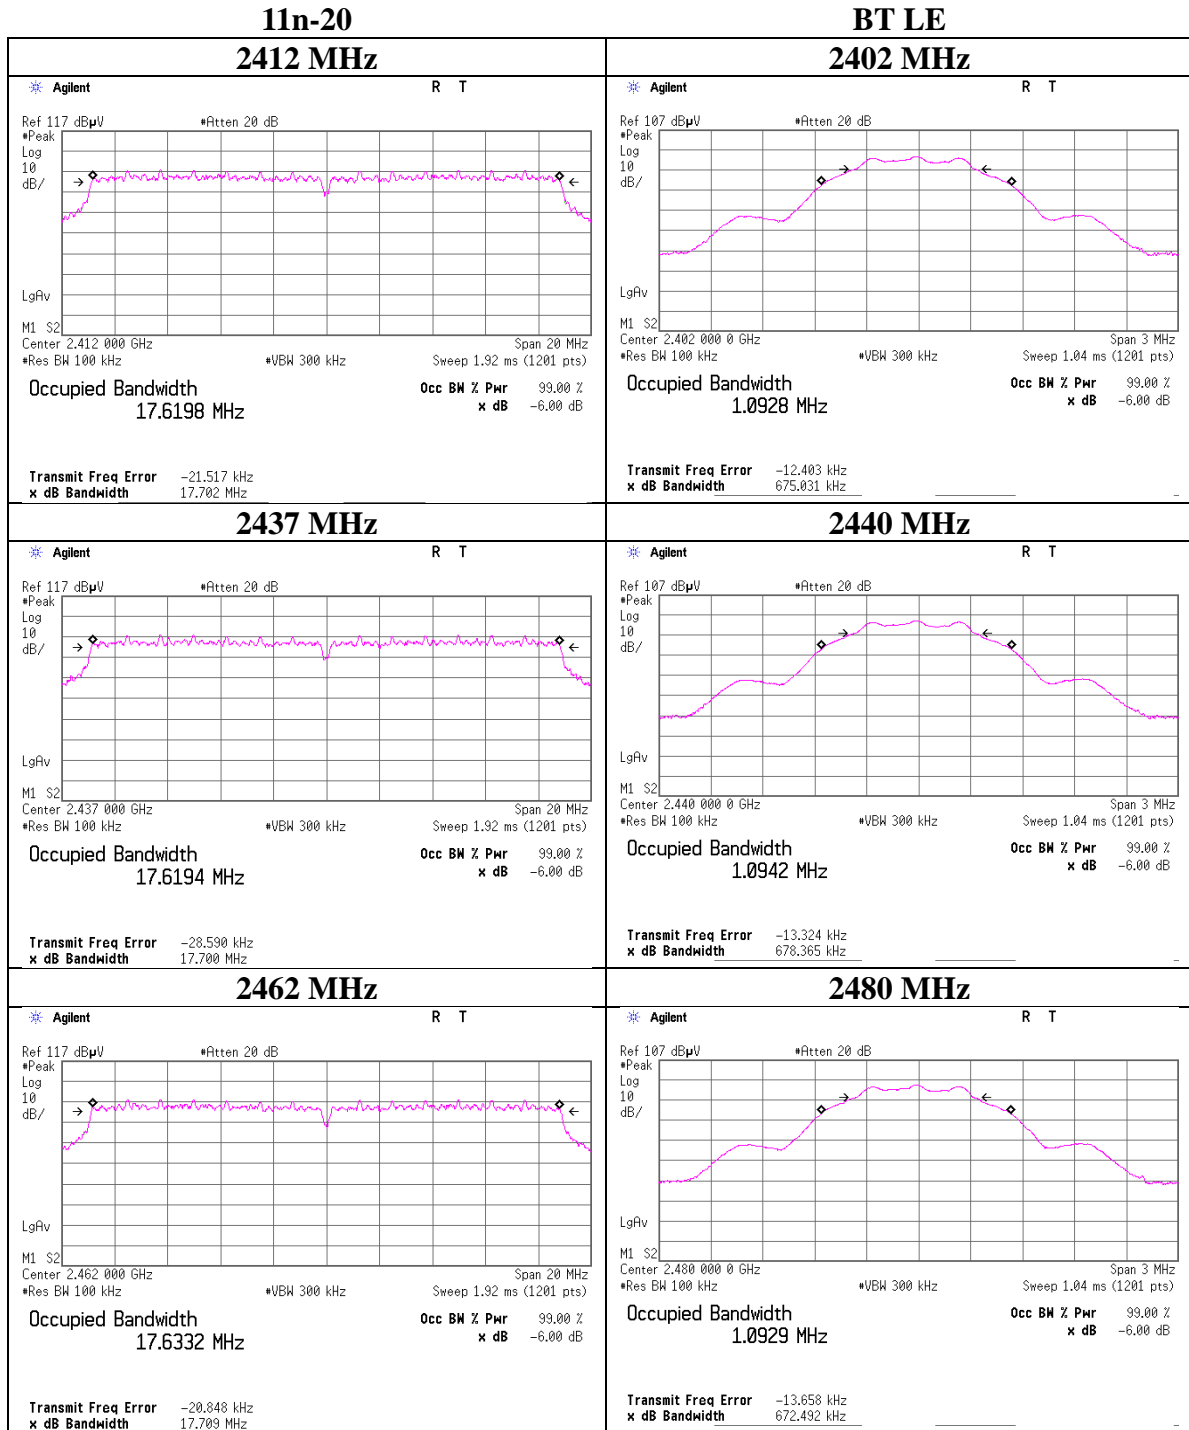 11n-20 BT LE
2412 MHz 2402 MHz
Agilent R T
Ref 117 dBµV #Atten 20 dB
#Peak
Log
10
dB/
LgAv
M1 S2
Center 2.412 000 GHz Span 20 MHz
#Res BW 100 kHz #VBW 300 kHz Sweep 1.92 ms (1201 pts)
Occupied Bandwidth Occ BW % Pwr 99.00 %
17.6198 MHz x dB -6.00 dB
Transmit Freq Error -21.517 kHz
x dB Bandwidth 17.702 MHz
Agilent R T
Ref 107 dBµV #Atten 20 dB
#Peak
Log
10
dB/
LgAv
M1 S2
Center 2.402 000 0 GHz Span 3 MHz
#Res BW 100 kHz #VBW 300 kHz Sweep 1.04 ms (1201 pts)
Occupied Bandwidth Occ BW % Pwr 99.00 %
1.0928 MHz x dB -6.00 dB
Transmit Freq Error -12.403 kHz
x dB Bandwidth 675.031 kHz
2437 MHz 2440 MHz
Agilent R T
Ref 117 dBµV #Atten 20 dB
#Peak
Log
10
dB/
LgAv
M1 S2
Center 2.437 000 GHz Span 20 MHz
#Res BW 100 kHz #VBW 300 kHz Sweep 1.92 ms (1201 pts)
Occupied Bandwidth Occ BW % Pwr 99.00 %
17.6194 MHz x dB -6.00 dB
Transmit Freq Error -28.590 kHz
x dB Bandwidth 17.700 MHz
Agilent R T
Ref 107 dBµV #Atten 20 dB
#Peak
Log
10
dB/
LgAv
M1 S2
Center 2.440 000 0 GHz Span 3 MHz
#Res BW 100 kHz #VBW 300 kHz Sweep 1.04 ms (1201 pts)
Occupied Bandwidth Occ BW % Pwr 99.00 %
1.0942 MHz x dB -6.00 dB
Transmit Freq Error -13.324 kHz
x dB Bandwidth 678.365 kHz
2462 MHz 2480 MHz
Agilent R T
Ref 117 dBµV #Atten 20 dB
#Peak
Log
10
dB/
LgAv
M1 S2
Center 2.462 000 GHz Span 20 MHz
#Res BW 100 kHz #VBW 300 kHz Sweep 1.92 ms (1201 pts)
Occupied Bandwidth Occ BW % Pwr 99.00 %
17.6332 MHz x dB -6.00 dB
Transmit Freq Error -20.848 kHz
x dB Bandwidth 17.709 MHz
Agilent R T
Ref 107 dBµV #Atten 20 dB
#Peak
Log
10
dB/
LgAv
M1 S2
Center 2.480 000 0 GHz Span 3 MHz
#Res BW 100 kHz #VBW 300 kHz Sweep 1.04 ms (1201 pts)
Occupied Bandwidth Occ BW % Pwr 99.00 %
1.0929 MHz x dB -6.00 dB
Transmit Freq Error -13.658 kHz
x dB Bandwidth 672.492 kHz